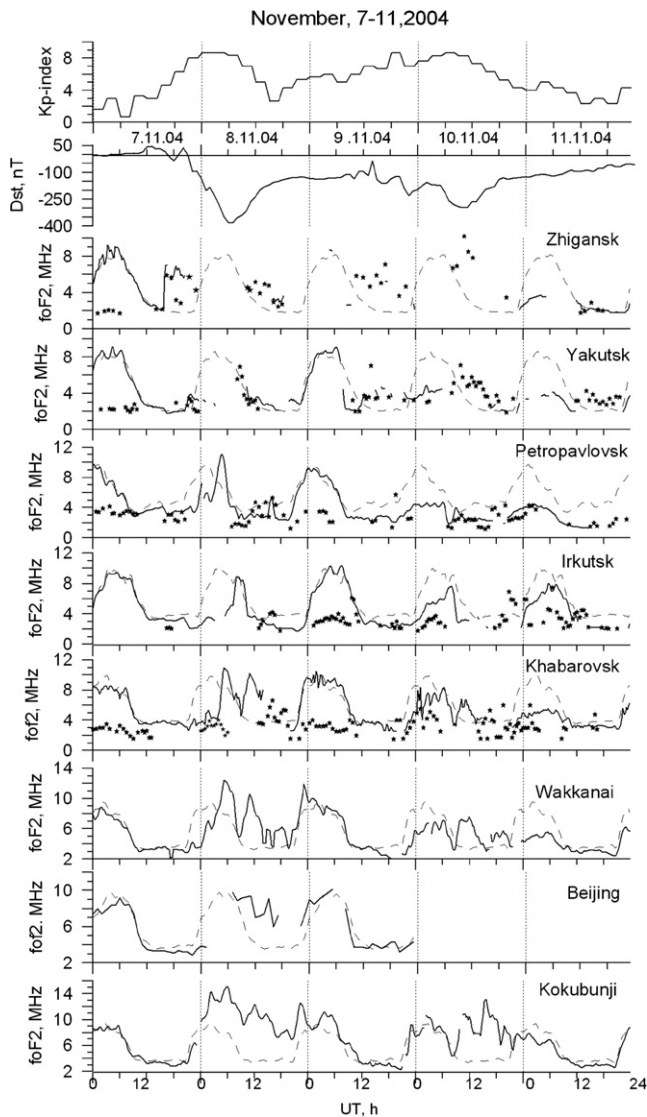 November, 7-11,2004
Kp-index
8
4
0
7.11.04 8.11.04 9 .11.04 10.11.04 11.11.04
Dst, nT
50
-100
-250
-400
Zhigansk
foF2, MHz
8
4
0
Yakutsk
foF2, MHz
8
4
0
Petropavlovsk
foF2, MHz
12
8
4
0
Irkutsk
foF2, MHz
12
8
4
0
Khabarovsk
fof2, MHz
12
8
4
0
Wakkanai
foF2, MHz
14
10
6
2
Beijing
fof2. MHz
10
6
2
Kokubunji
foF2, MHz
14
10
6
2
0 12 0 12 0 12 0 12 0 12 24
UT, h